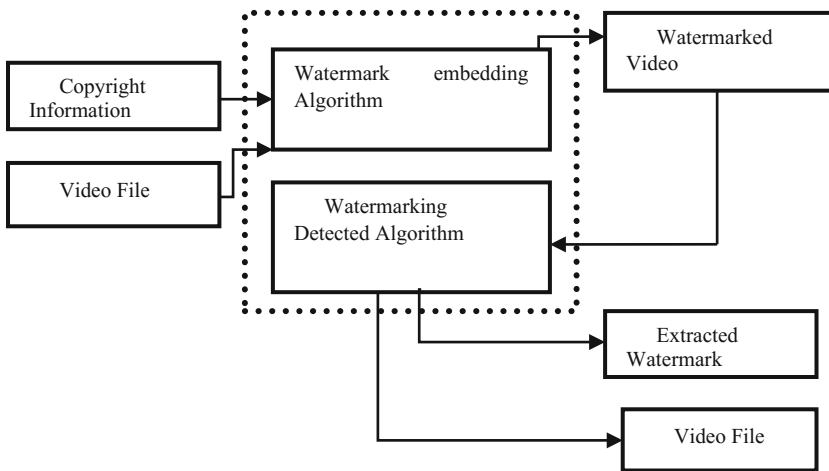 Copyright
Information
Video File
Watermark embedding
Algorithm
Watermarking
Detected Algorithm
Watermarked
Video
Extracted
Watermark
Video File